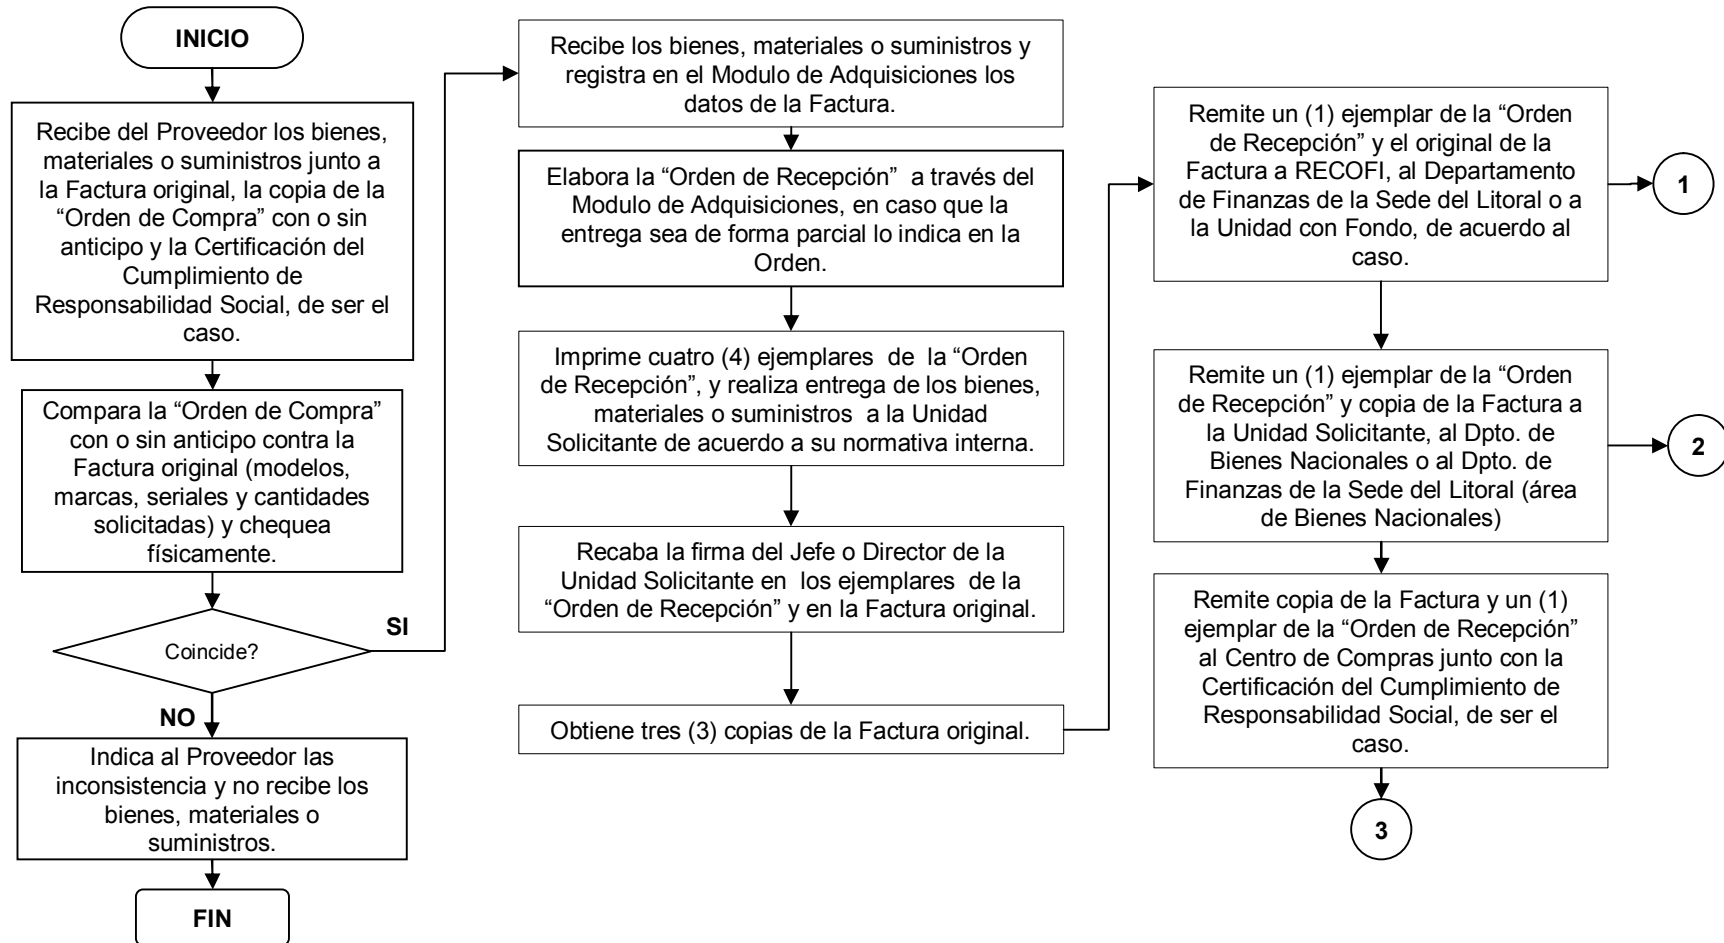 INICIO
Recibe del Proveedor los bienes,
materiales o suministros junto a
la Factura original, la copia de la
“Orden de Compra” con o sin
anticipo y la Certificación del
Cumplimiento de
Responsabilidad Social, de ser el
caso.
Compara la “Orden de Compra”
con o sin anticipo contra la
Factura original (modelos,
marcas, seriales y cantidades
solicitadas) y chequea
físicamente.
Coincide?
SI
NO
Indica al Proveedor las
inconsistencia y no recibe los
bienes, materiales o
suministros.
FIN
Recibe los bienes, materiales o suministros y
registra en el Modulo de Adquisiciones los
datos de la Factura.
Elabora la “Orden de Recepción” a través del
Modulo de Adquisiciones, en caso que la
entrega sea de forma parcial lo indica en la
Orden.
Imprime cuatro (4) ejemplares de la “Orden
de Recepción”, y realiza entrega de los bienes,
materiales o suministros a la Unidad
Solicitante de acuerdo a su normativa interna.
Recaba la firma del Jefe o Director de la
Unidad Solicitante en los ejemplares de la
“Orden de Recepción” y en la Factura original.
Obtiene tres (3) copias de la Factura original.
Remite un (1) ejemplar de la “Orden
de Recepción” y el original de la
Factura a RECOFI, al Departamento
de Finanzas de la Sede del Litoral o a
la Unidad con Fondo, de acuerdo al
caso.
1
Remite un (1) ejemplar de la “Orden
de Recepción” y copia de la Factura a
la Unidad Solicitante, al Dpto. de
Bienes Nacionales o al Dpto. de
Finanzas de la Sede del Litoral (área
de Bienes Nacionales)
2
Remite copia de la Factura y un (1)
ejemplar de la “Orden de Recepción”
al Centro de Compras junto con la
Certificación del Cumplimiento de
Responsabilidad Social, de ser el
caso.
3